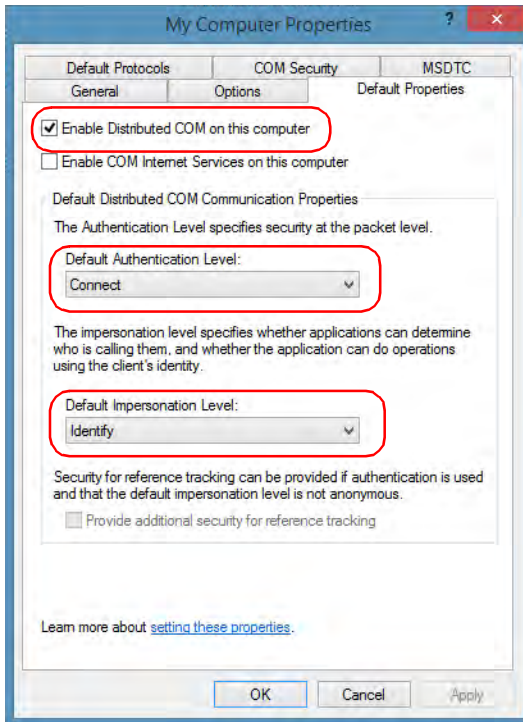 My Computer Properties
?
Default Protocols
COM Security
MSDTC
General
Options
Default Properties
Enable Distributed COM on this computer
Enable COM Internet Services on this computer
Default Distributed COM Communication Properties
The Authentication Level specifies security at the packet level.
Default Authentication Level:
Connect
The impersonation level specifies whether applications can determine
who is calling them, and whether the application can do operations
using the client's identity.
Default Impersonation Level:
Identify
Security for reference tracking can be provided if authentication is used
and that the default impersonation level is not anonymous.
Provide additional security for reference tracking
Learn more about setting these properties.
OK
Cancel
Apply